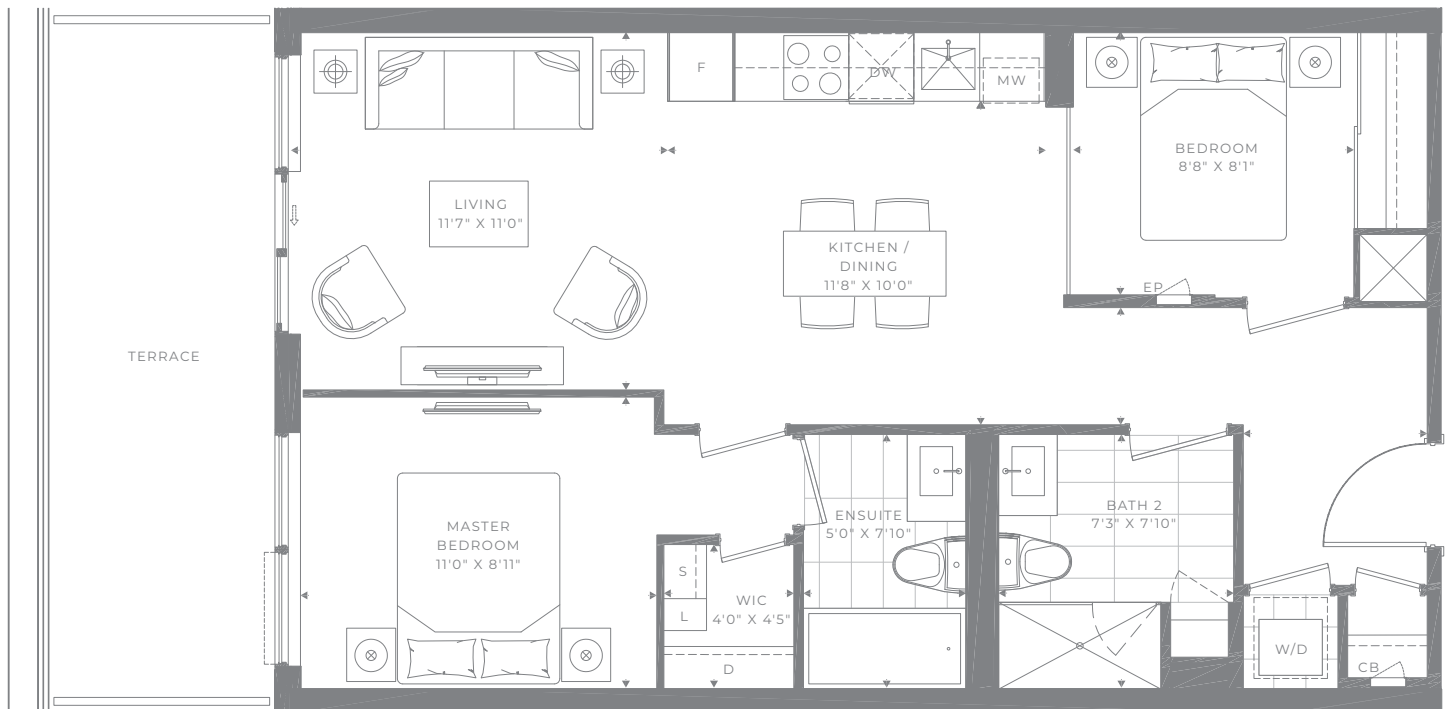 F
DW
MW
BEDROOM
8'8" X 8'1"
LIVING
11'7" X 11'0"
KITCHEN /
DINING
11'8" X 10'0"
EP
TERRACE
MASTER
BEDROOM
11'0" X 8'11"
ENSUITE
5'0" X 7'10"
BATH 2
7'3" X 7'10"
S
L
WIC
4'0" X 4'5"
D
W/D
CB